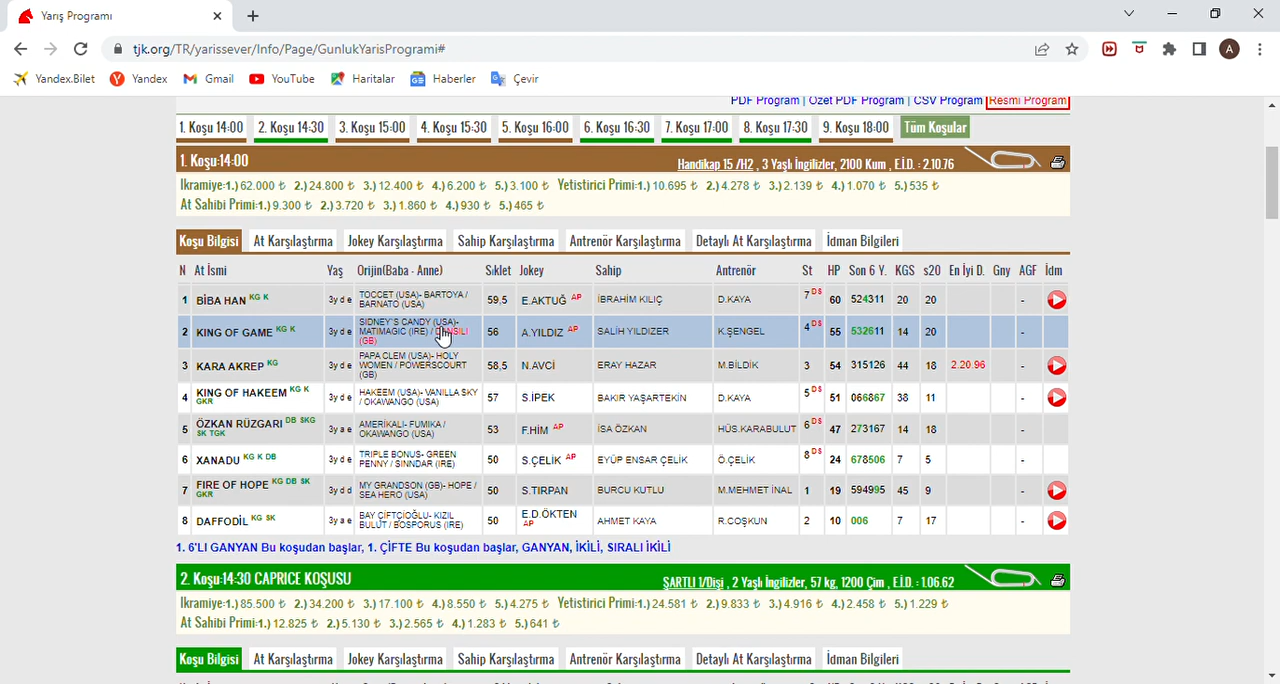 Yarış Programı
tjk.org/TR/yarissever/Info/Page/GunlukYarisProgrami#
A
Yandex.Bilet Yandex Gmail YouTube Haritalar Haberler Çevir
PDF Program | Özet PDF Program | CSV Program Resmi Program
1. Koşu 14:00 2. Koşu 14:30 3. Koşu 15:00 4. Koşu 15:30 5. Koşu 16:00 6. Koşu 16:30 7. Koşu 17:00 8. Koşu 17:30 9. Koşu 18:00 Tüm Koşular
1. Koşu:14:00 Handikap 15 /H2 , 3 Yaşlı İngilizler, 2100 Kum , E.İ.D. : 2.10.76
Ikramiye:1.) 62.000 ₺ 2.) 24.800 ₺ 3.) 12.400 ₺ 4.) 6.200 ₺ 5.) 3.100 ₺ Yetistirici Primi:1.) 10.695 ₺ 2.) 4.278 ₺ 3.) 2.139 ₺ 4.) 1.070 ₺ 5.) 535 ₺
At Sahibi Primi:1.) 9.300 ₺ 2.) 3.720 ₺ 3.) 1.860 ₺ 4.) 930 ₺ 5.) 465 ₺
Koşu Bilgisi At Karşılaştırma Jokey Karşılaştırma Sahip Karşılaştırma Antrenör Karşılaştırma Detaylı At Karşılaştırma İdman Bilgileri
N At İsmi Yaş Orijin(Baba - Anne) Sıklet Jokey Sahip Antrenör St HP Son 6 Y. KGS s20 En İyi D. Gny AGF İdm
1 BİBA HAN KG K 3y d e TOCCET (USA)- BARTOYA / BARNATO (USA) 59,5 E.AKTUĞ AP İBRAHİM KILIÇ D.KAYA 7 DS 60 524311 20 20 -
2 KING OF GAME KG K 3y d e SIDNEY'S CANDY (USA)- MATIMAGIC (IRE) / (GB) 56 A.YILDIZ AP SALİH YILDIZER K.ŞENGEL 4 DS 55 532611 14 20 -
3 KARA AKREP KG 3y d e PAPA CLEM (USA)- HOLY WOMEN / POWERSCOURT (GB) 58,5 N.AVCİ ERAY HAZAR M.BİLDİK 3 54 315126 44 18 2.20.96 -
4 KING OF HAKEEM KG K GKR 3y d e HAKEEM (USA)- VANILLA SKY / OKAWANGO (USA) 57 S.İPEK BAKIR YAŞARTEKİN D.KAYA 5 DS 51 066867 38 11 -
5 ÖZKAN RÜZGARI DB SKG SK TGK 3y a e AMERİKALI- FUMIKA / OKAWANGO (USA) 53 F.HİM AP İSA ÖZKAN HÜS.KARABULUT 6 DS 47 273167 14 18 -
6 XANADU KG K DB 3y d e TRIPLE BONUS- GREEN PENNY / SINNDAR (IRE) 50 S.ÇELİK AP EYÜP ENSAR ÇELİK Ö.ÇELİK 8 DS 24 678506 7 5 -
7 FIRE OF HOPE KG DB SK GKR 3y d d MY GRANDSON (GB)- HOPE / SEA HERO (USA) 50 S.TIRPAN BURCU KUTLU M.MEHMET İNAL 1 19 594995 45 9 -
8 DAFFODİL KG SK 3y a e BAY ÇİFTÇİOĞLU- KIZIL BULUT / BOSPORUS (IRE) 50 E.D.ÖKTEN AP AHMET KAYA R.COŞKUN 2 10 006 7 17 -
1. 6'LI GANYAN Bu koşudan başlar, 1. ÇİFTE Bu koşudan başlar, GANYAN, İKİLİ, SIRALI İKİLİ
2. Koşu:14:30 CAPRICE KOŞUSU ŞARTLI 1/Dişi , 2 Yaşlı İngilizler, 57 kg, 1200 Çim , E.İ.D. : 1.06.62
Ikramiye:1.) 85.500 ₺ 2.) 34.200 ₺ 3.) 17.100 ₺ 4.) 8.550 ₺ 5.) 4.275 ₺ Yetistirici Primi:1.) 24.581 ₺ 2.) 9.833 ₺ 3.) 4.916 ₺ 4.) 2.458 ₺ 5.) 1.229 ₺
At Sahibi Primi:1.) 12.825 ₺ 2.) 5.130 ₺ 3.) 2.565 ₺ 4.) 1.283 ₺ 5.) 641 ₺
Koşu Bilgisi At Karşılaştırma Jokey Karşılaştırma Sahip Karşılaştırma Antrenör Karşılaştırma Detaylı At Karşılaştırma İdman Bilgileri